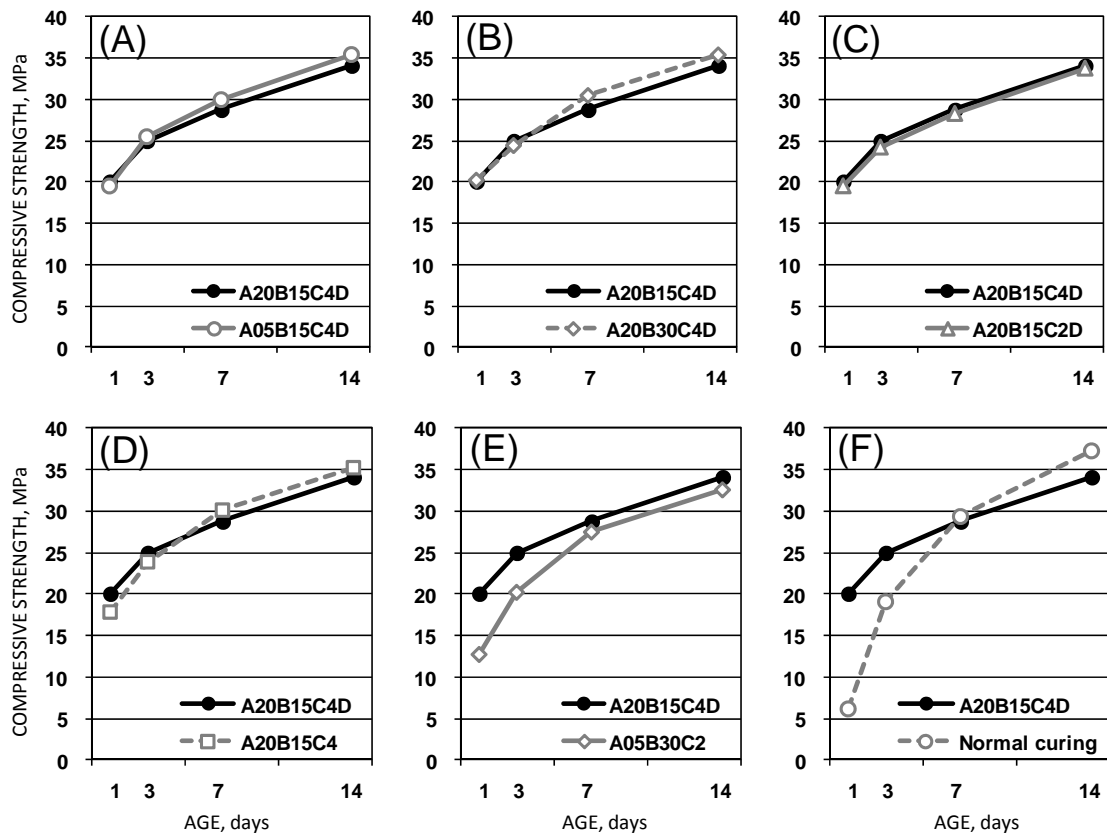 COMPRESSIVE STRENGTH, MPa
(A)
40
35
30
25
20
15
10
5
0
A20B15C4D
A05B15C4D
1 3 7 14
(B)
40
35
30
25
20
15
10
5
0
A20B15C4D
A20B30C4D
1 3 7 14
(C)
40
35
30
25
20
15
10
5
0
A20B15C4D
A20B15C2D
1 3 7 14
COMPRESSIVE STRENGTH, MPa
(D)
40
35
30
25
20
15
10
5
0
A20B15C4D
A20B15C4
1 3 7 14
AGE, days
(E)
40
35
30
25
20
15
10
5
0
A20B15C4D
A05B30C2
1 3 7 14
AGE, days
(F)
40
35
30
25
20
15
10
5
0
A20B15C4D
Normal curing
1 3 7 14
AGE, days